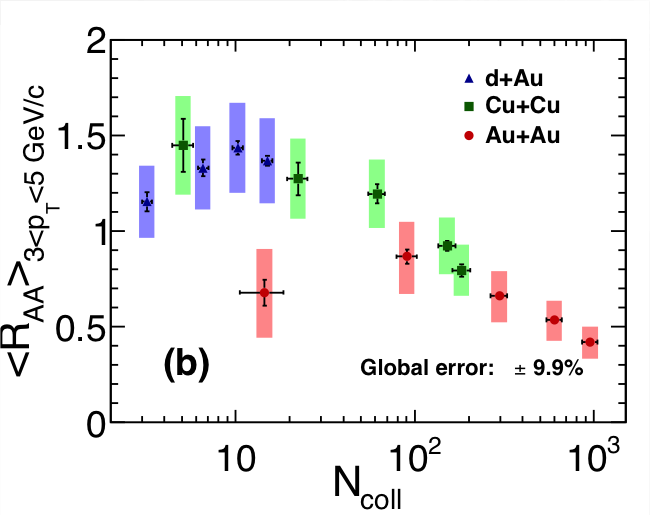 2
1.5
1
0.5
0
<R_AA>_3<p_T<5 GeV/c
d+Au
Cu+Cu
Au+Au
(b)
Global error: ± 9.9%
10
10²
10³
N_coll